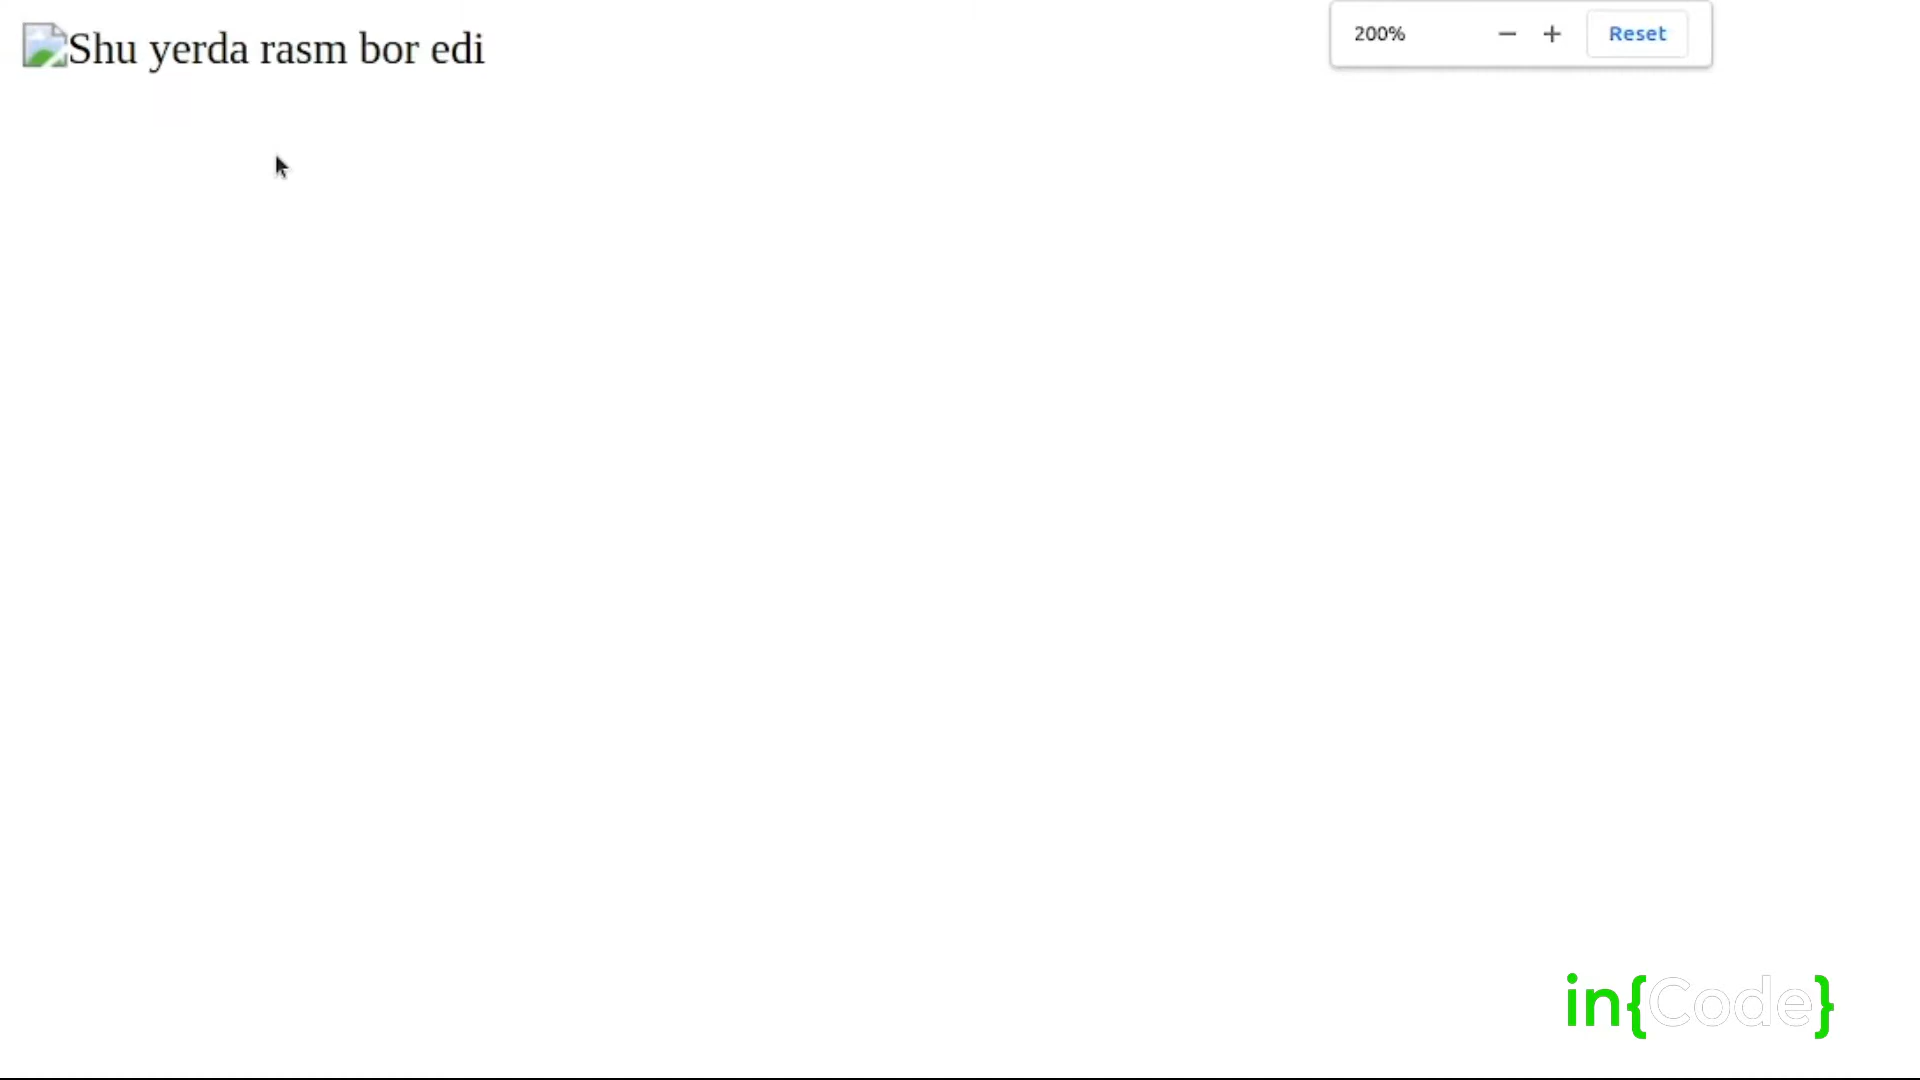 Shu yerda rasm bor edi
200% − + Reset
in{Code}